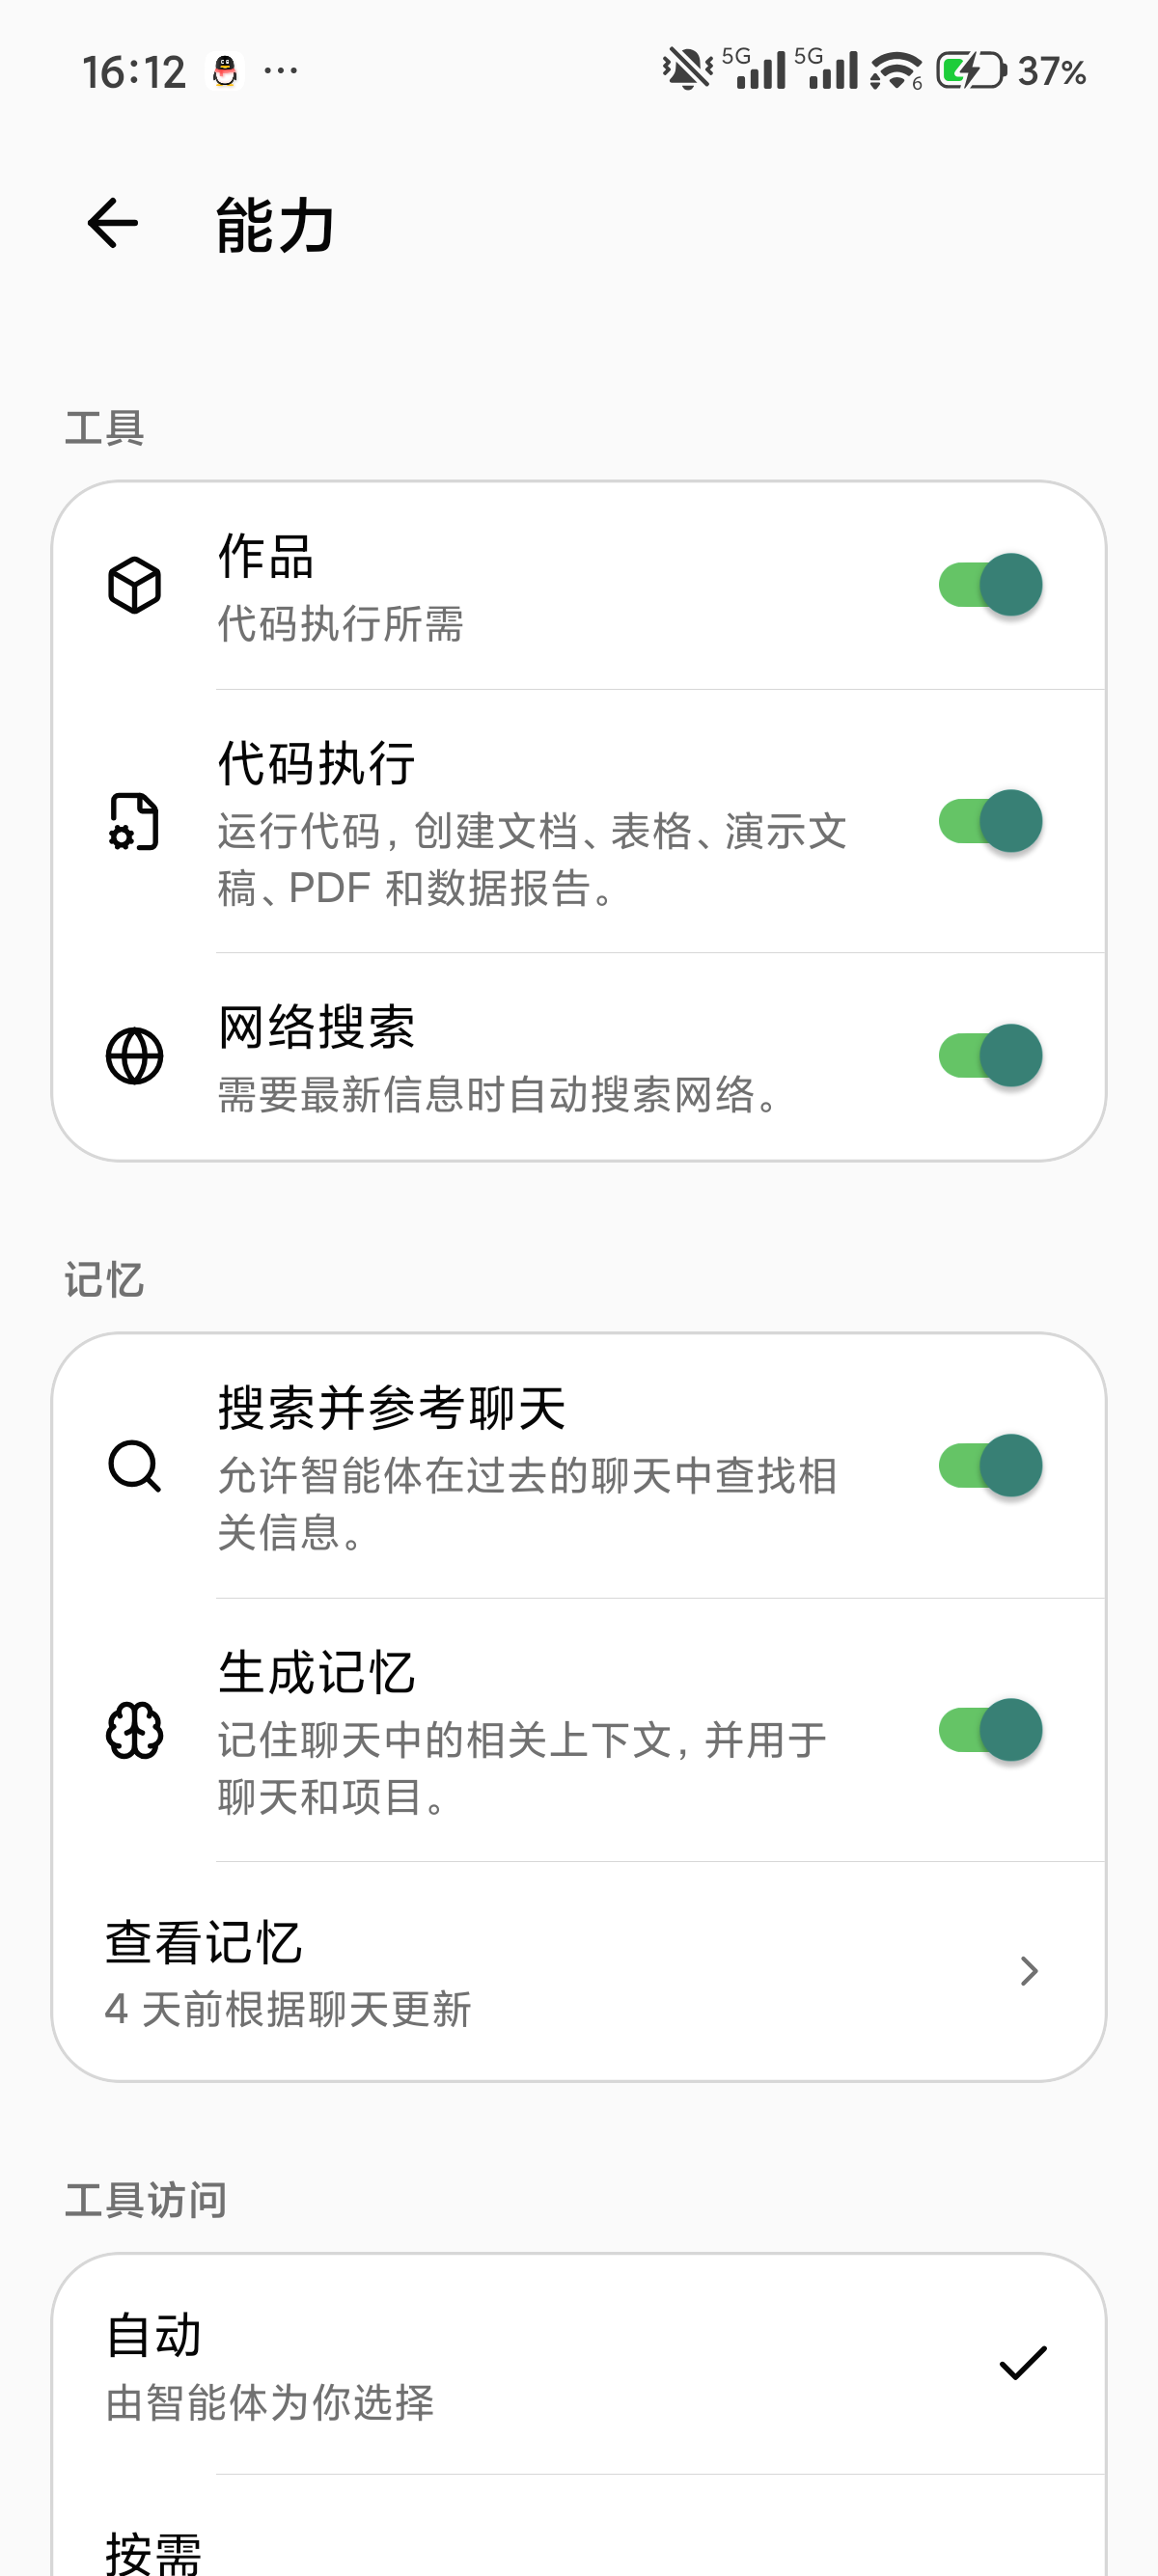 16:12 ... 5G 5G 6 37%
能力
工具
作品
代码执行所需
代码执行
运行代码，创建文档、表格、演示文
稿、PDF 和数据报告。
网络搜索
需要最新信息时自动搜索网络。
记忆
搜索并参考聊天
允许智能体在过去的聊天中查找相
关信息。
生成记忆
记住聊天中的相关上下文，并用于
聊天和项目。
查看记忆
4 天前根据聊天更新
工具访问
自动
由智能体为你选择
按需